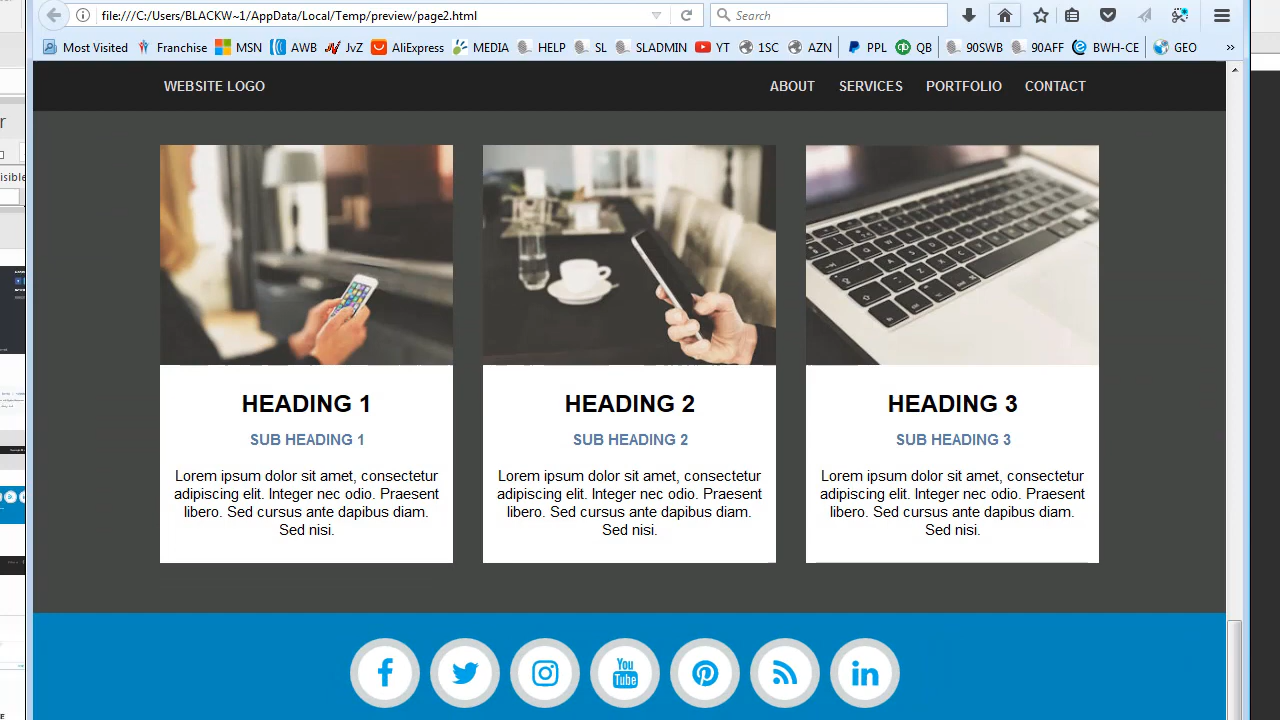 file:///C:/Users/BLACKW~1/AppData/Local/Temp/preview/page2.html
Search
Most Visited Franchise MSN AWB JvZ AliExpress MEDIA HELP SL SLADMIN YT 1SC AZN PPL QB 90SWB 90AFF BWH-CE GEO »
WEBSITE LOGO ABOUT SERVICES PORTFOLIO CONTACT
HEADING 1
SUB HEADING 1
Lorem ipsum dolor sit amet, consectetur
adipiscing elit. Integer nec odio. Praesent
libero. Sed cursus ante dapibus diam.
Sed nisi.
HEADING 2
SUB HEADING 2
Lorem ipsum dolor sit amet, consectetur
adipiscing elit. Integer nec odio. Praesent
libero. Sed cursus ante dapibus diam.
Sed nisi.
HEADING 3
SUB HEADING 3
Lorem ipsum dolor sit amet, consectetur
adipiscing elit. Integer nec odio. Praesent
libero. Sed cursus ante dapibus diam.
Sed nisi.
You
Tube